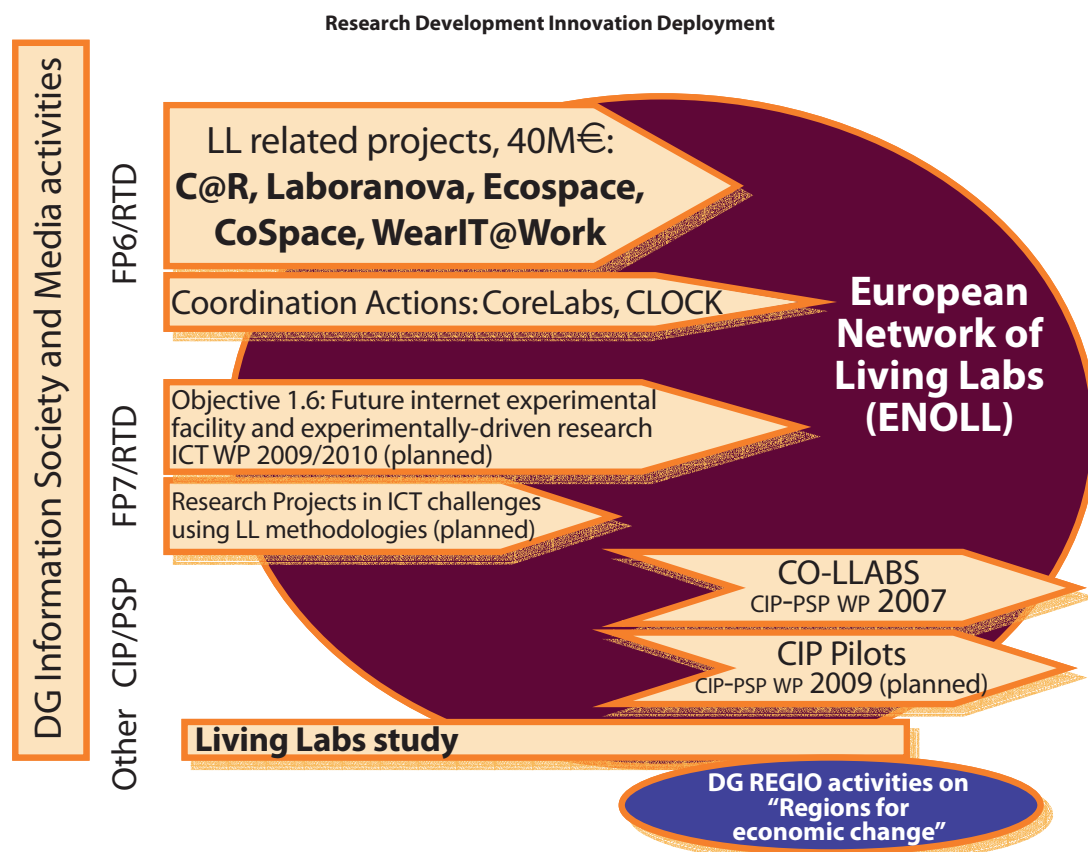 Research Development Innovation Deployment
DG Information Society and Media activities
FP6/RTD
LL related projects, 40M€:
C@R, Laboranova, Ecospace,
CoSpace, WearIT@Work
Coordination Actions: CoreLabs, CLOCK
European
Network of
Living Labs
(ENOLL)
FP7/RTD
Objective 1.6: Future internet experimental
facility and experimentally-driven research
ICT WP 2009/2010 (planned)
Research Projects in ICT challenges
using LL methodologies (planned)
CIP/PSP
CO-LLABS
CIP-PSP WP 2007
CIP Pilots
CIP-PSP WP 2009 (planned)
Other
Living Labs study
DG REGIO activities on
“Regions for
economic change”